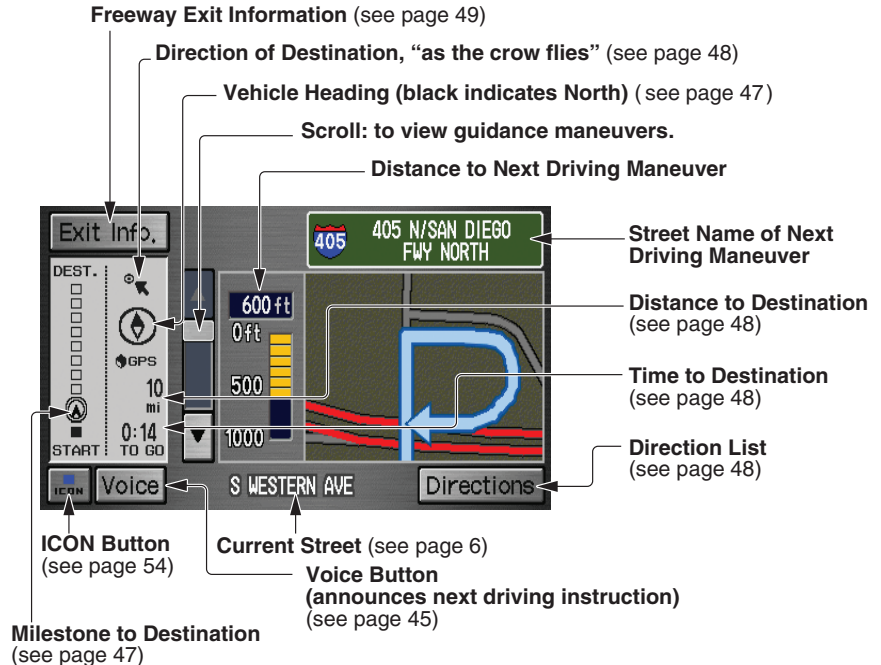 Freeway Exit Information (see page 49)
Direction of Destination, “as the crow flies” (see page 48)
Vehicle Heading (black indicates North) ( see page 47)
Scroll: to view guidance maneuvers.
Distance to Next Driving Maneuver
Exit Info.
405
405 N/SAN DIEGO
FWY NORTH
Street Name of Next
Driving Maneuver
DEST.
600 ft
0 ft
Distance to Destination
(see page 48)
GPS
10
mi
500
Time to Destination
(see page 48)
0:14
TO GO
START
1000
Direction List
(see page 48)
ICON
Voice
S WESTERN AVE
Directions
ICON Button
(see page 54)
Current Street (see page 6)
Voice Button
(announces next driving instruction)
(see page 45)
Milestone to Destination
(see page 47)